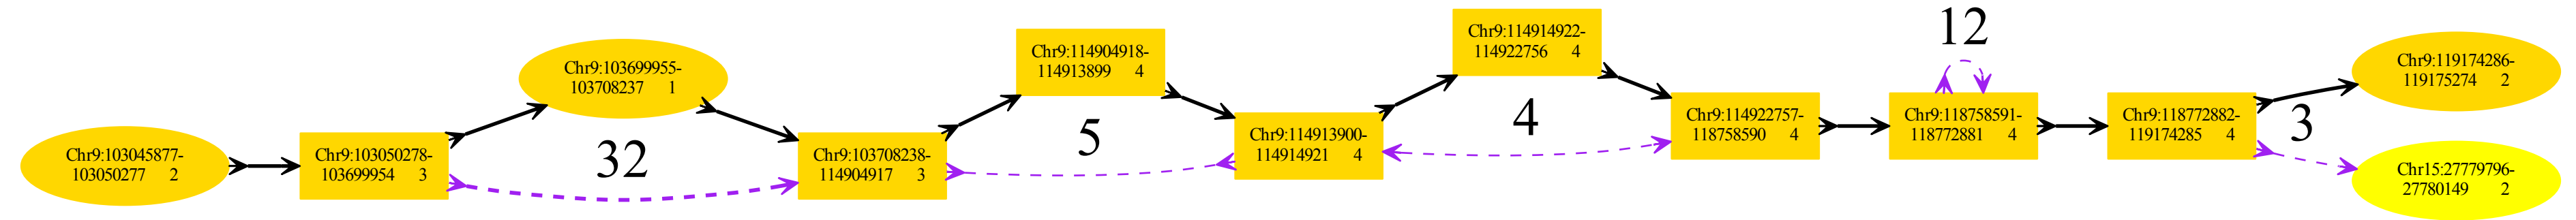 Chr9:103045877-
103050277 2
Chr9:103050278-
103699954 3
Chr9:103699955-
103708237 1
32
Chr9:103708238-
114904917 3
Chr9:114904918-
114913899 4
5
Chr9:114913900-
114914921 4
Chr9:114914922-
114922756 4
4
Chr9:114922757-
118758590 4
12
Chr9:118758591-
118772881 4
Chr9:118772882-
119174285 4
3
Chr9:119174286-
119175274 2
Chr15:27779796-
27780149 2